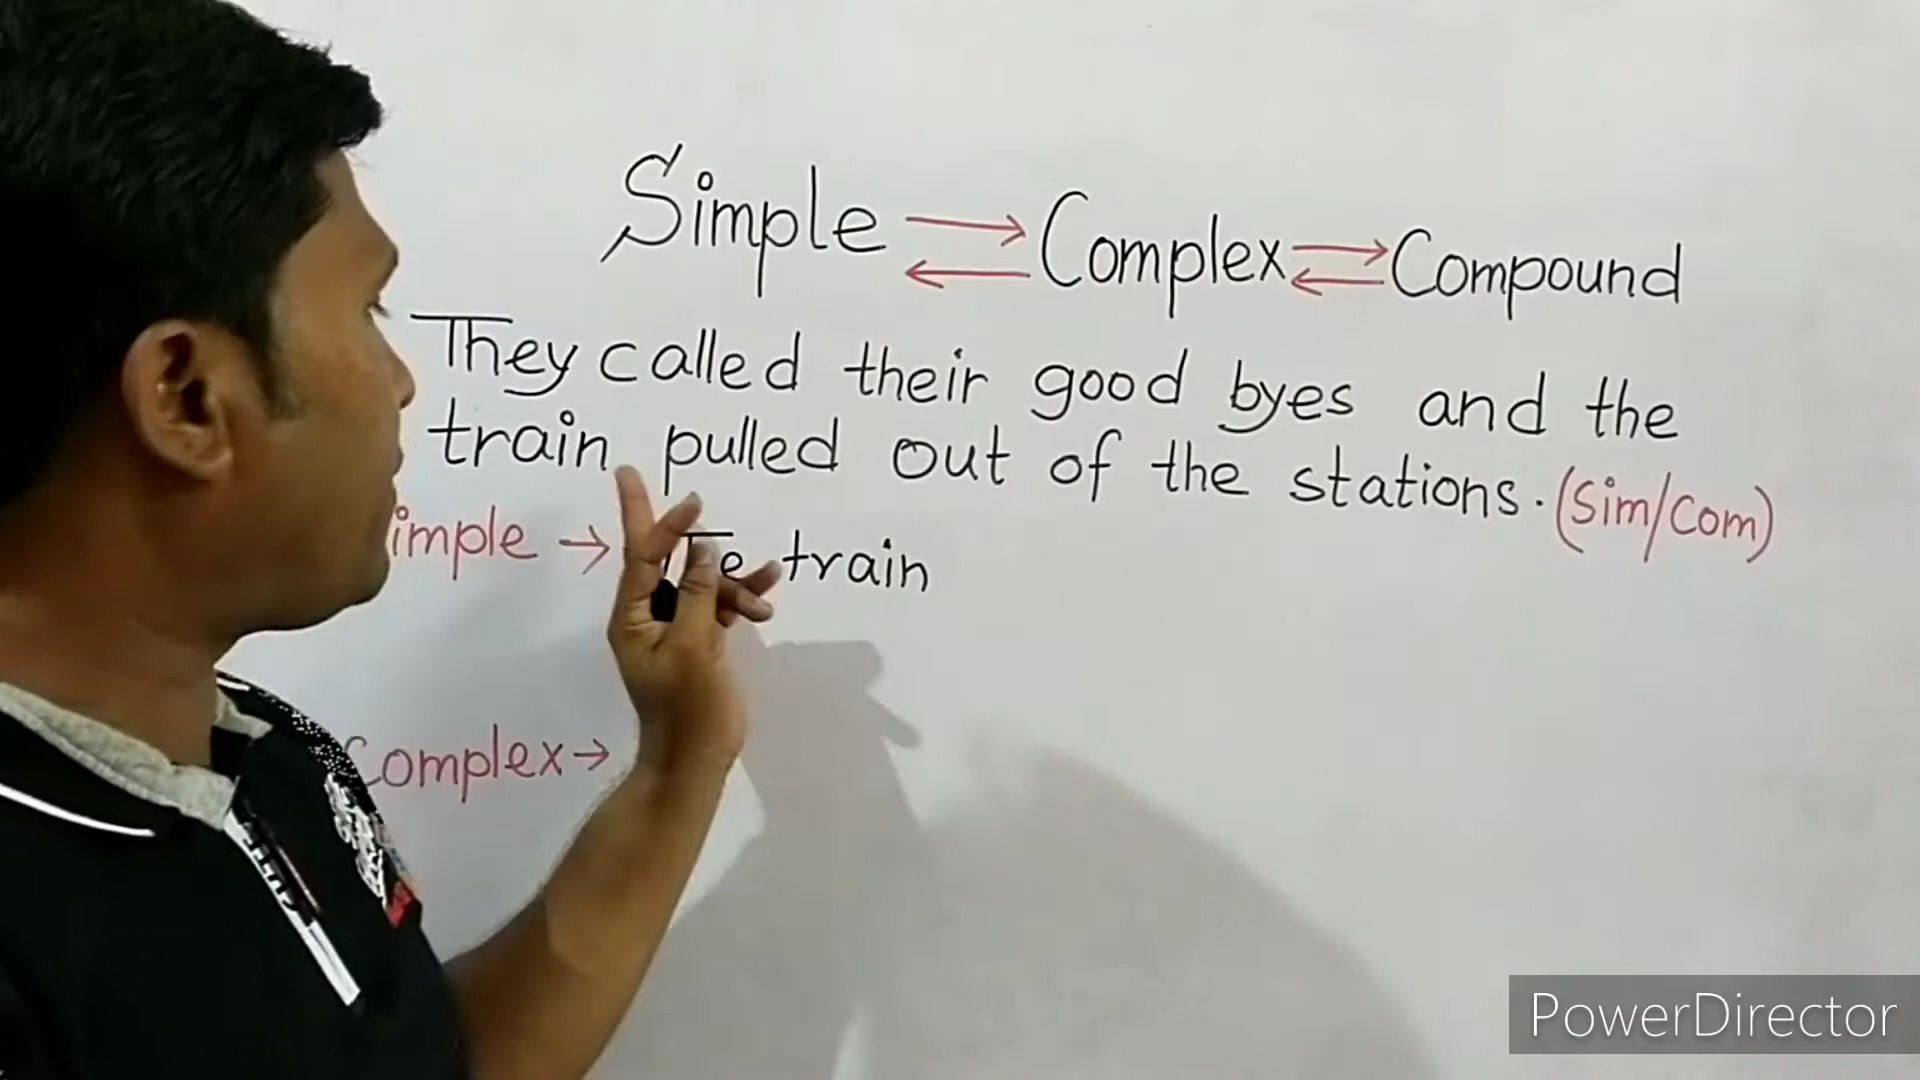 Simple Complex Compound
They called their good byes and the
train pulled out of the stations. (Sim/Com)
imple → train
Complex →
PowerDirector